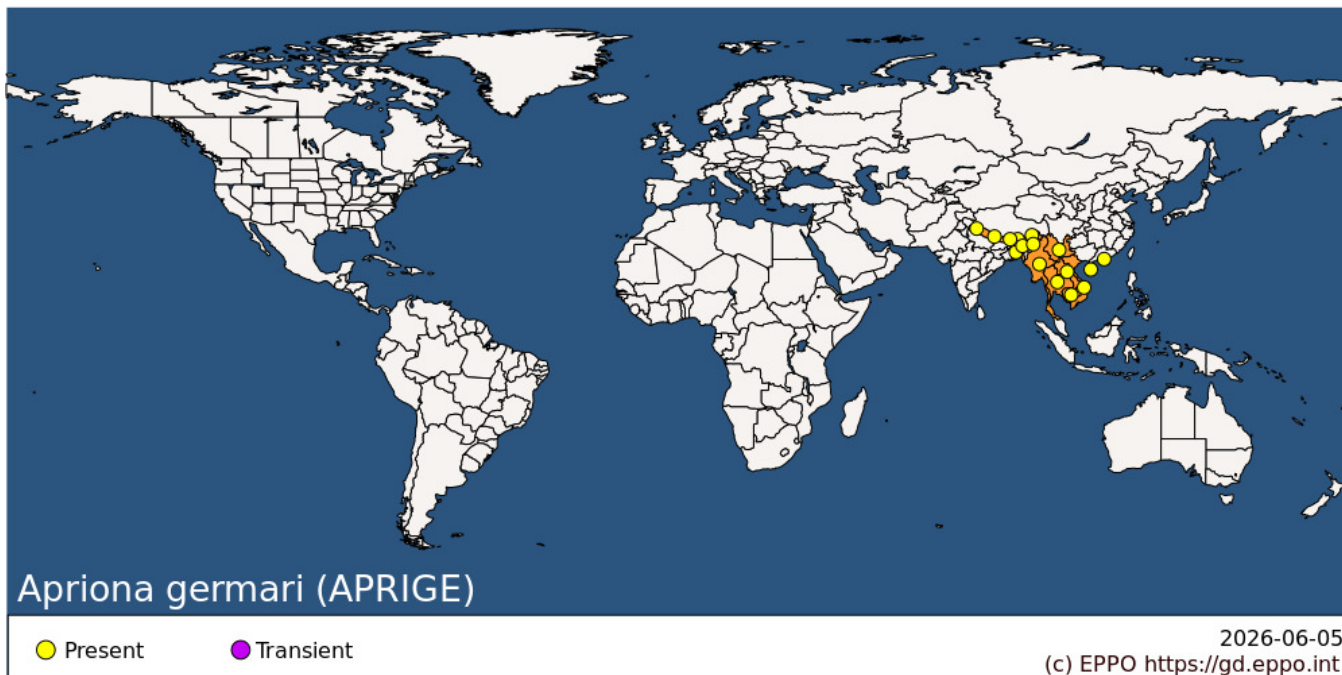 Apriona germari (APRIGE)
Present
Transient
2026-06-05
(c) EPPO https://gd.eppo.int